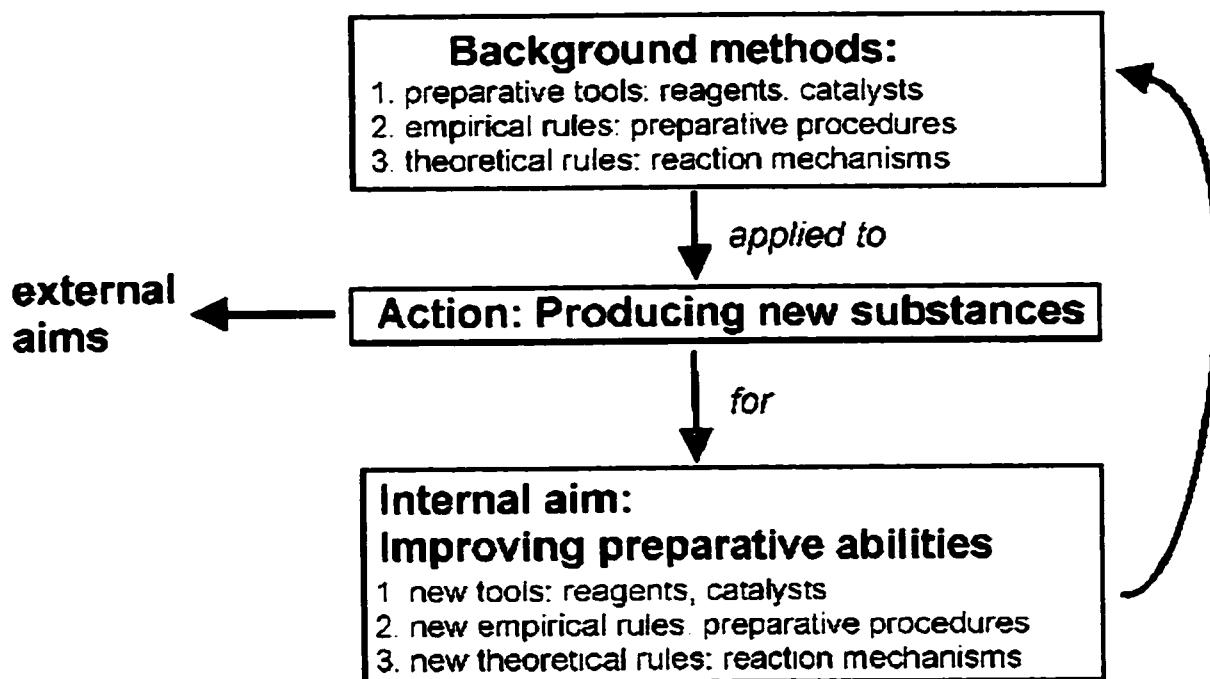 Background methods:
1. preparative tools: reagents. catalysts
2. empirical rules: preparative procedures
3. theoretical rules: reaction mechanisms
applied to
external
aims
Action: Producing new substances
for
Internal aim:
Improving preparative abilities
1 new tools: reagents, catalysts
2. new empirical rules. preparative procedures
3. new theoretical rules: reaction mechanisms